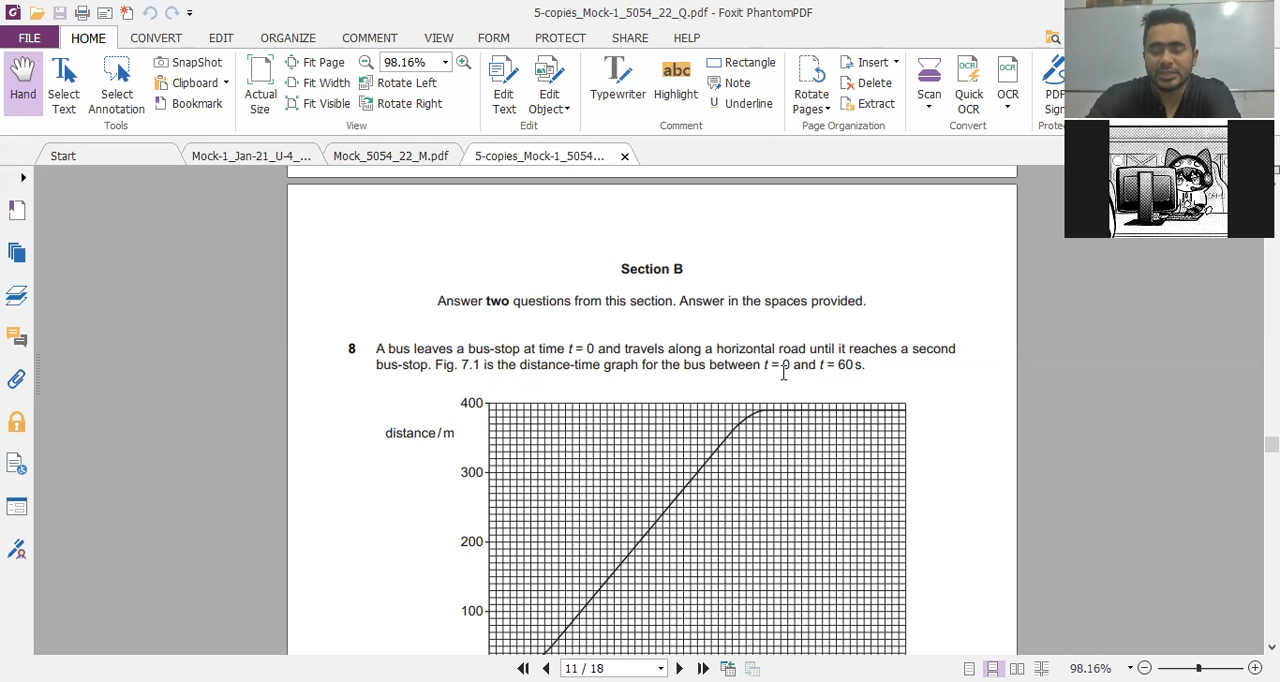 5-copies_Mock-1_5054_22_Q.pdf - Foxit PhantomPDF
FILE HOME CONVERT EDIT ORGANIZE COMMENT VIEW FORM PROTECT SHARE HELP
Hand
Select Text
Select Annotation
SnapShot
Clipboard
Bookmark
Tools
Actual Size
Fit Page
Fit Width
Fit Visible
98.16%
Rotate Left
Rotate Right
View
Edit Text
Edit Object
Edit
Typewriter
abc
Highlight
Rectangle
Note
Underline
Comment
Rotate Pages
Insert
Delete
Extract
Page Organization
Scan
Quick OCR
OCR
Convert
PDF Sign
Prote
Start
Mock-1_Jan-21_U-4_...
Mock_5054_22_M.pdf
5-copies_Mock-1_5054...
Section B
Answer two questions from this section. Answer in the spaces provided.
8 A bus leaves a bus-stop at time t = 0 and travels along a horizontal road until it reaches a second
bus-stop. Fig. 7.1 is the distance-time graph for the bus between t = 0 and t = 60 s.
400
distance / m
300
200
100
11 / 18
98.16%